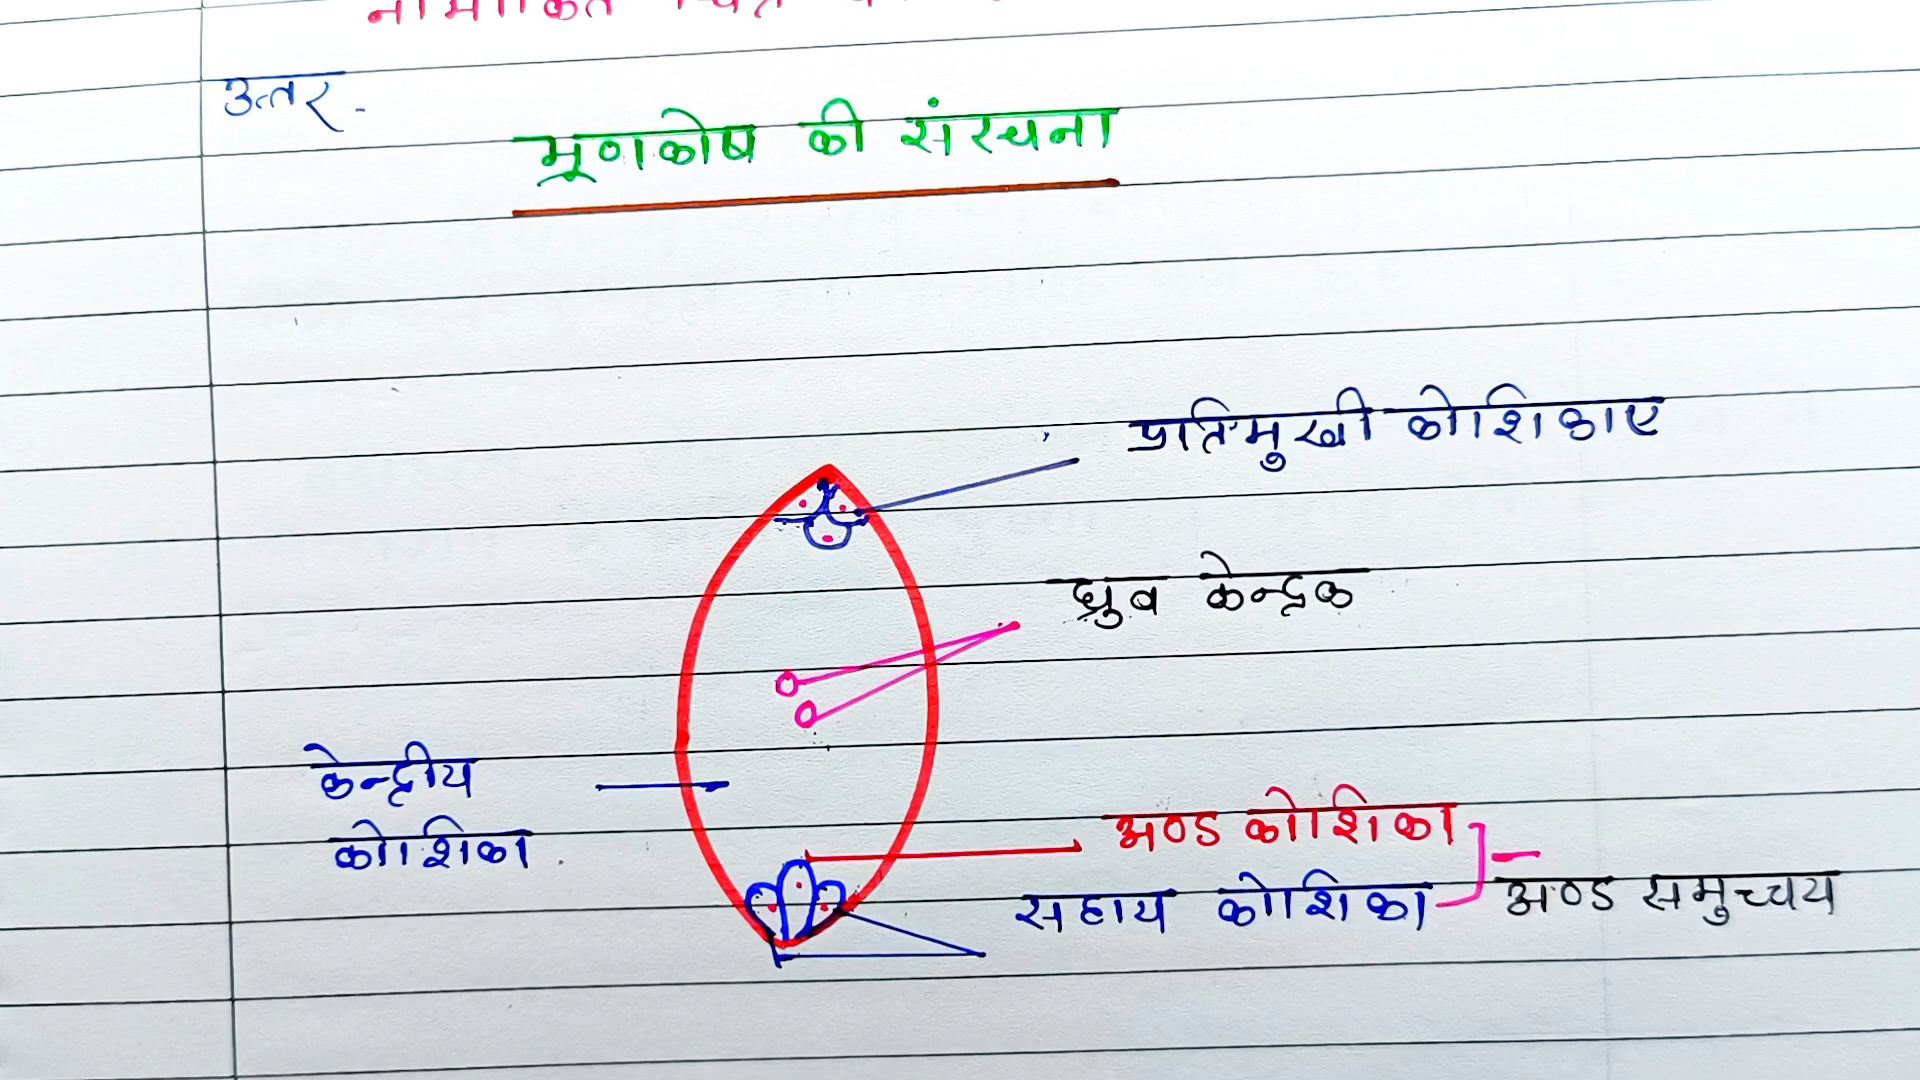 नामांकित चित्र
उत्तर -
भ्रूणकोष की संरचना
प्रतिमुखी कोशिकाए
ध्रुव केन्द्रक
केन्द्रीय
कोशिका
अण्ड कोशिका
सहाय कोशिका
अण्ड समुच्चय